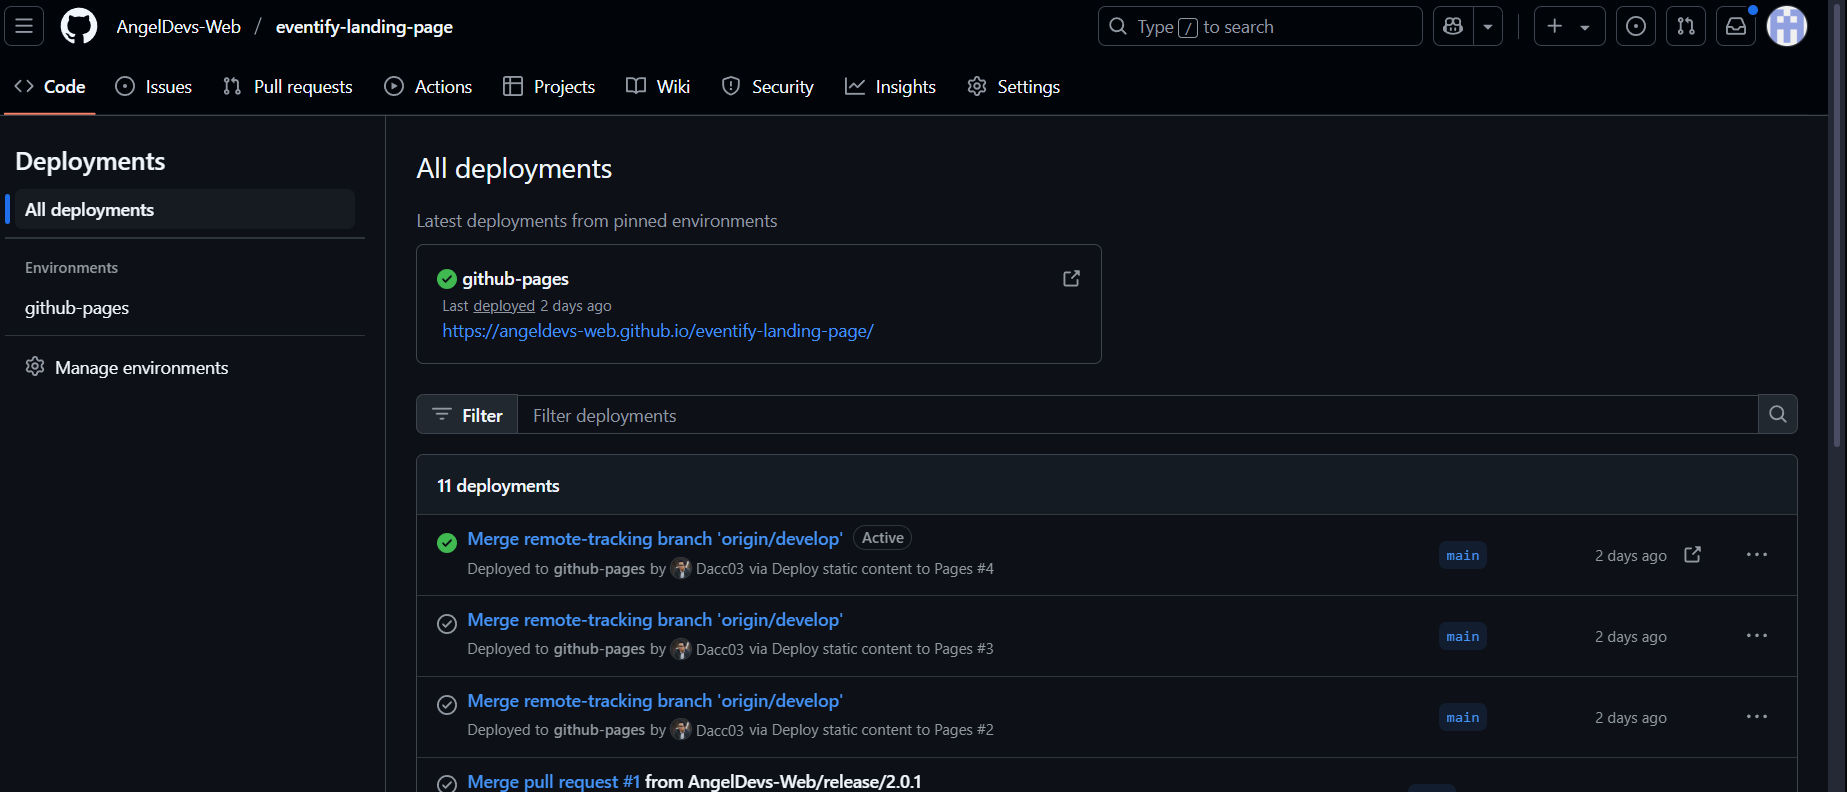 AngelDevs-Web / eventify-landing-page
Type / to search
Code Issues Pull requests Actions Projects Wiki Security Insights Settings
Deployments
All deployments
Environments
github-pages
Manage environments
All deployments
Latest deployments from pinned environments
github-pages
Last deployed 2 days ago
https://angeldevs-web.github.io/eventify-landing-page/
Filter Filter deployments
11 deployments
Merge remote-tracking branch 'origin/develop' Active
Deployed to github-pages by Dacc03 via Deploy static content to Pages #4
main 2 days ago
Merge remote-tracking branch 'origin/develop'
Deployed to github-pages by Dacc03 via Deploy static content to Pages #3
main 2 days ago
Merge remote-tracking branch 'origin/develop'
Deployed to github-pages by Dacc03 via Deploy static content to Pages #2
main 2 days ago
Merge pull request #1 from AngelDevs-Web/release/2.0.1